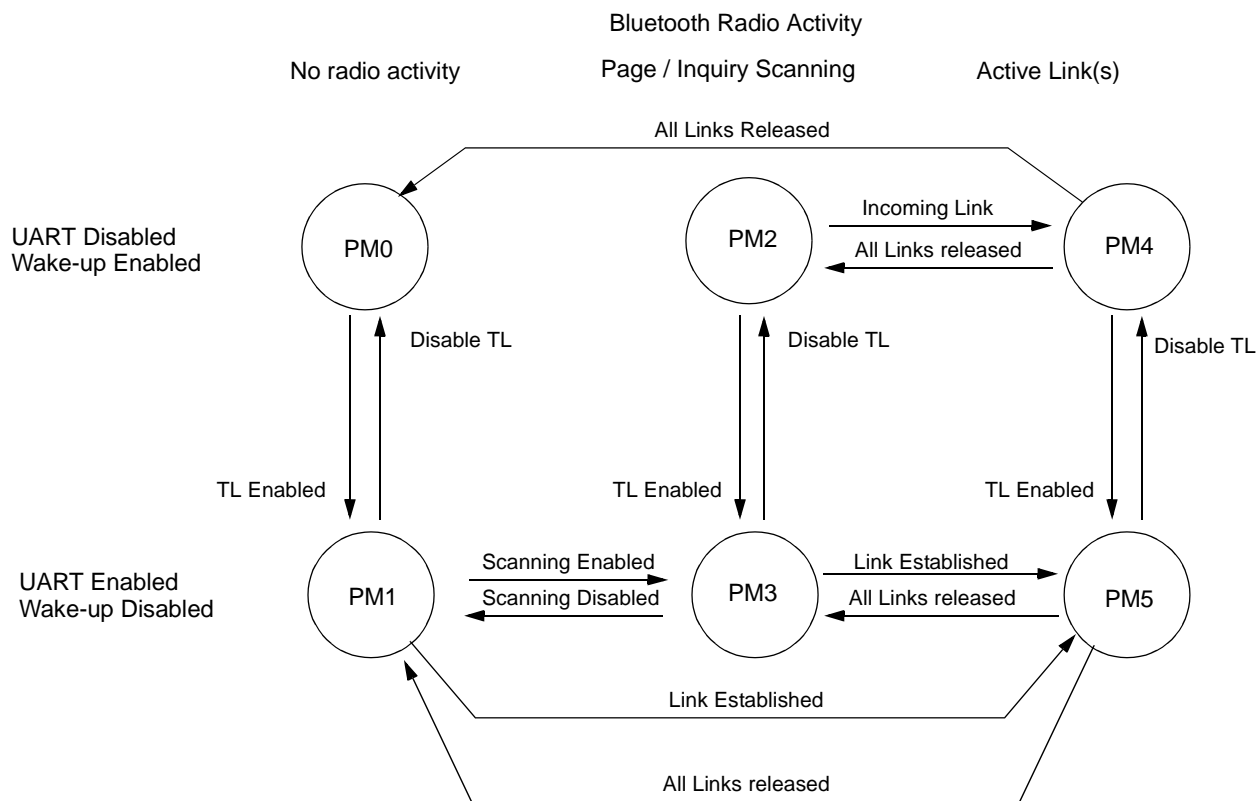 Bluetooth Radio Activity
No radio activity
Page / Inquiry Scanning
Active Link(s)
All Links Released
UART Disabled
Wake-up Enabled
PM0
PM2
Incoming Link
All Links released
PM4
Disable TL
Disable TL
Disable TL
TL Enabled
TL Enabled
TL Enabled
UART Enabled
Wake-up Disabled
PM1
Scanning Enabled
Scanning Disabled
PM3
Link Established
All Links released
PM5
Link Established
All Links released